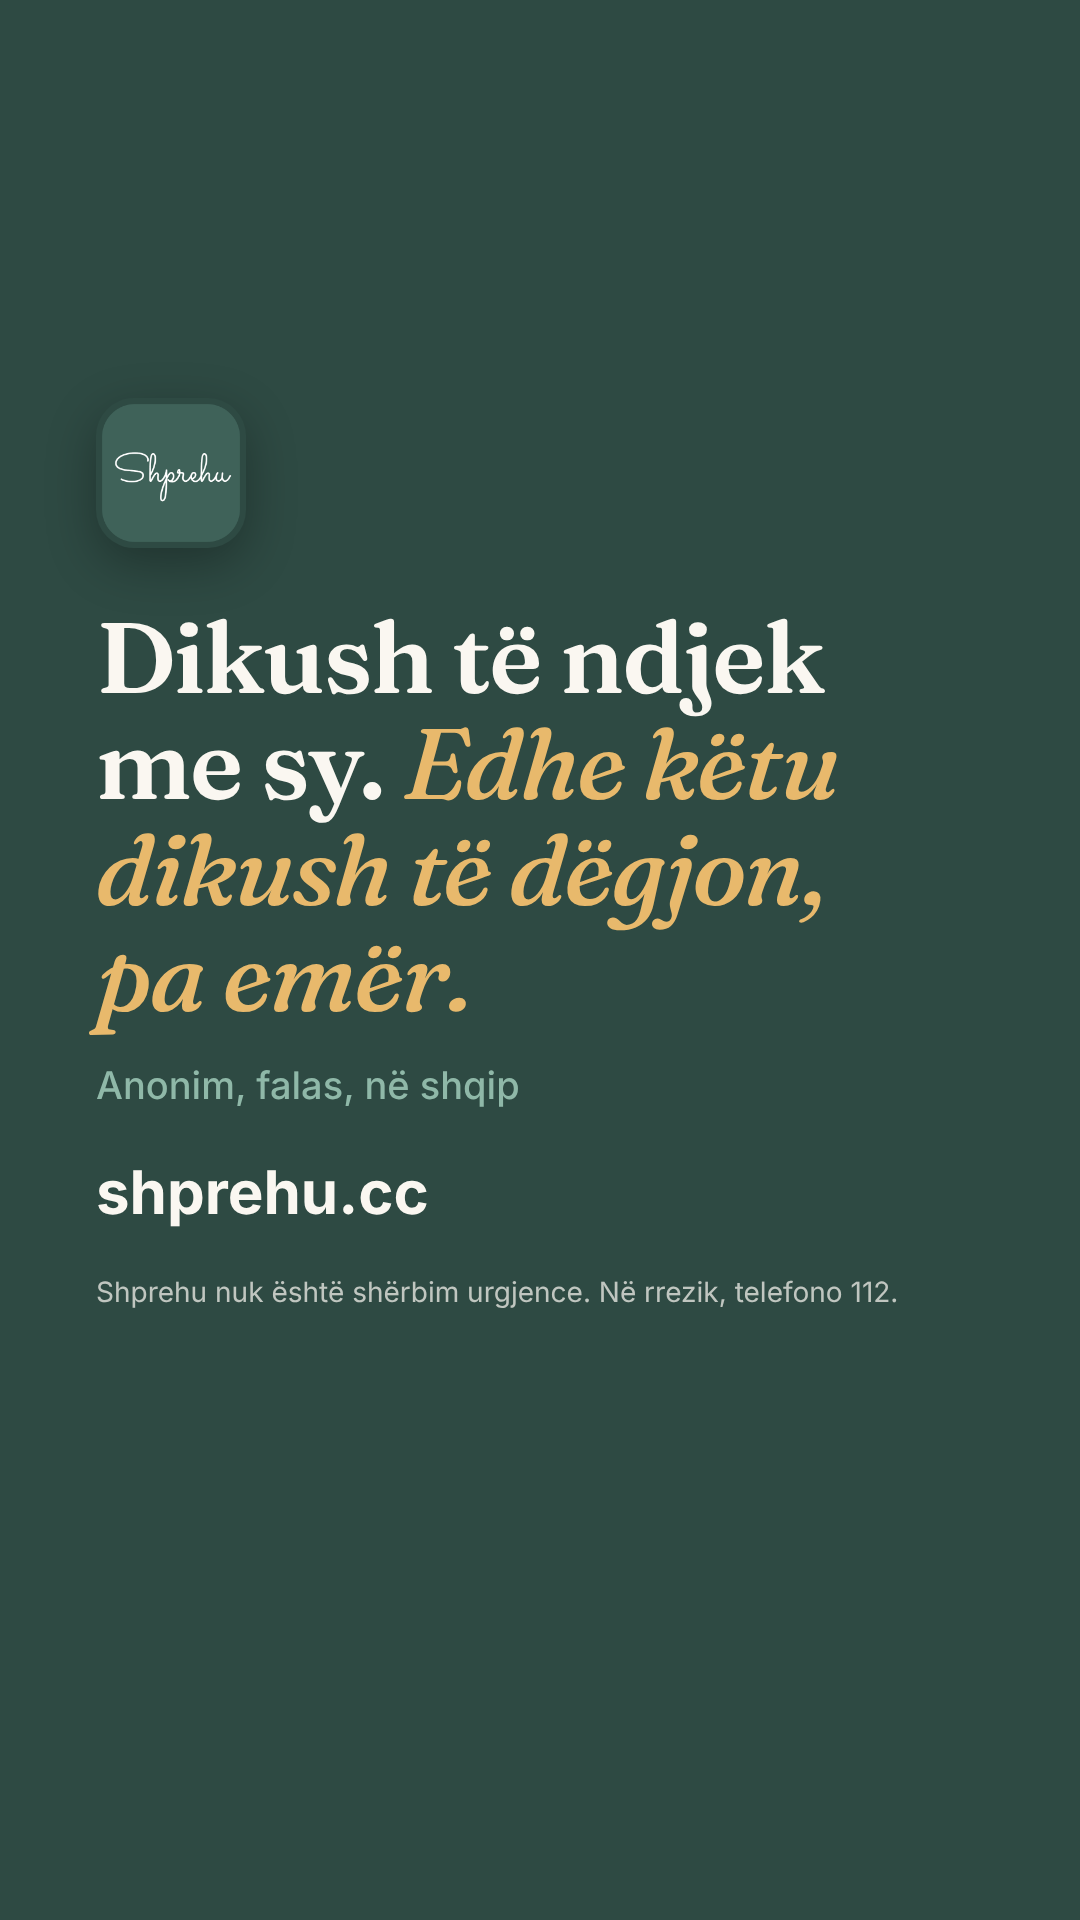 Shprehu
Dikush të ndjek
me sy. Edhe këtu
dikush të dëgjon,
pa emër.
Anonim, falas, në shqip
shprehu.cc
Shprehu nuk është shërbim urgjence. Në rrezik, telefono 112.